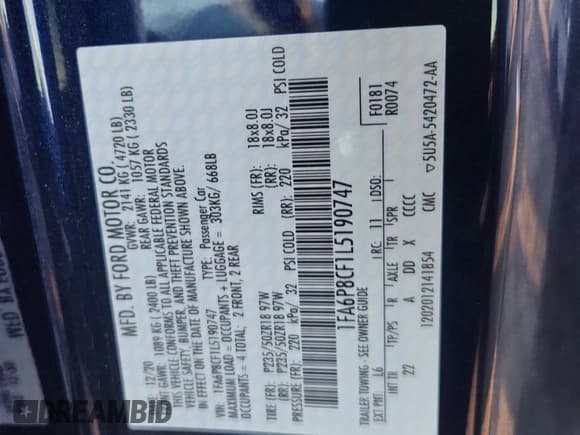 MFD. BY FORD MOTOR CO.
DATE: 12/20 GVWR: 2141 KG ( 4720 LB)
FRONT GAWR: 1089 KG ( 2400 LB) REAR GAWR: 1057 KG ( 2330 LB)
THIS VEHICLE CONFORMS TO ALL APPLICABLE FEDERAL MOTOR
VEHICLE SAFETY, BUMPER, AND THEFT PREVENTION STANDARDS
IN EFFECT ON THE DATE OF MANUFACTURE SHOWN ABOVE.
VIN: 1FA6P8CF1L5190747 TYPE: Passenger Car
MAXIMUM LOAD = OCCUPANTS + LUGGAGE = 303KG/ 668LB
OCCUPANTS = 4 TOTAL; 2 FRONT, 2 REAR
TIRE (FR): P235/50ZR18 97W RIMS (FR): 18x8.0J
(RR): P235/50ZR18 97W (RR): 18x8.0J
PRESSURE (FR): 220 kPa/ 32 PSI COLD (RR): 220 kPa/ 32 PSI COLD
1FA6P8CF1L5190747
TRAILER TOWING - SEE OWNER GUIDE
F0181
R0074
EXT PNT: L6 RC: 11 DSO:
INT TR TP/PS R AXLE TR SPR
22 A DD X CCCC
1202012141854 CMC ▽5U5A-5420472-AA
DREAMBID